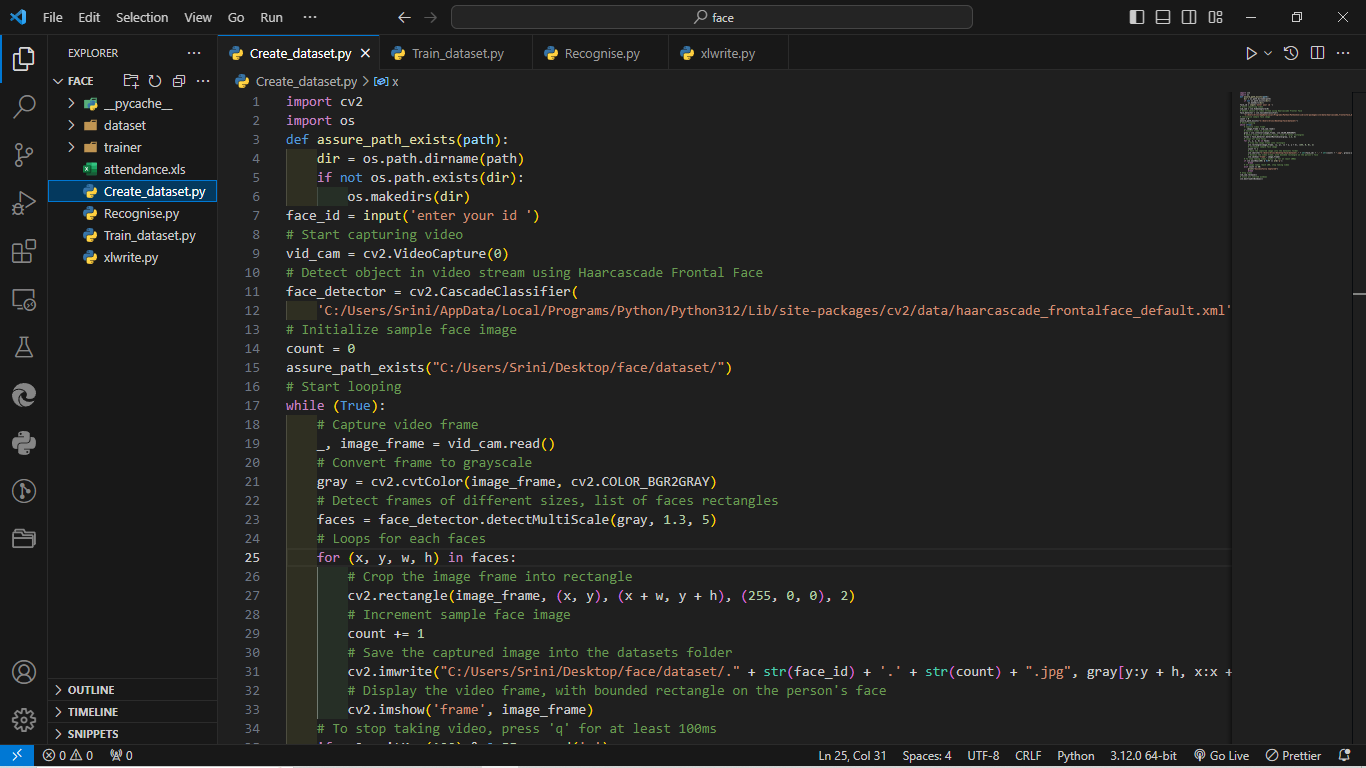 File Edit Selection View Go Run ··· face
EXPLORER ···
FACE ···
__pycache__
dataset
trainer
attendance.xls
Create_dataset.py
Recognise.py
Train_dataset.py
xlwrite.py
OUTLINE
TIMELINE
SNIPPETS
Create_dataset.py Train_dataset.py Recognise.py xlwrite.py
Create_dataset.py > x
1 import cv2
2 import os
3 def assure_path_exists(path):
4     dir = os.path.dirname(path)
5     if not os.path.exists(dir):
6         os.makedirs(dir)
7 face_id = input('enter your id ')
8 # Start capturing video
9 vid_cam = cv2.VideoCapture(0)
10 # Detect object in video stream using Haarcascade Frontal Face
11 face_detector = cv2.CascadeClassifier(
12     'C:/Users/Srini/AppData/Local/Programs/Python/Python312/Lib/site-packages/cv2/data/haarcascade_frontalface_default.xml'
13 # Initialize sample face image
14 count = 0
15 assure_path_exists("C:/Users/Srini/Desktop/face/dataset/")
16 # Start looping
17 while (True):
18     # Capture video frame
19     _, image_frame = vid_cam.read()
20     # Convert frame to grayscale
21     gray = cv2.cvtColor(image_frame, cv2.COLOR_BGR2GRAY)
22     # Detect frames of different sizes, list of faces rectangles
23     faces = face_detector.detectMultiScale(gray, 1.3, 5)
24     # Loops for each faces
25     for (x, y, w, h) in faces:
26         # Crop the image frame into rectangle
27         cv2.rectangle(image_frame, (x, y), (x + w, y + h), (255, 0, 0), 2)
28         # Increment sample face image
29         count += 1
30         # Save the captured image into the datasets folder
31         cv2.imwrite("C:/Users/Srini/Desktop/face/dataset/." + str(face_id) + '.' + str(count) + ".jpg", gray[y:y + h, x:x +
32         # Display the video frame, with bounded rectangle on the person's face
33         cv2.imshow('frame', image_frame)
34     # To stop taking video, press 'q' for at least 100ms
0 0 0 Ln 25, Col 31 Spaces: 4 UTF-8 CRLF Python 3.12.0 64-bit Go Live Prettier